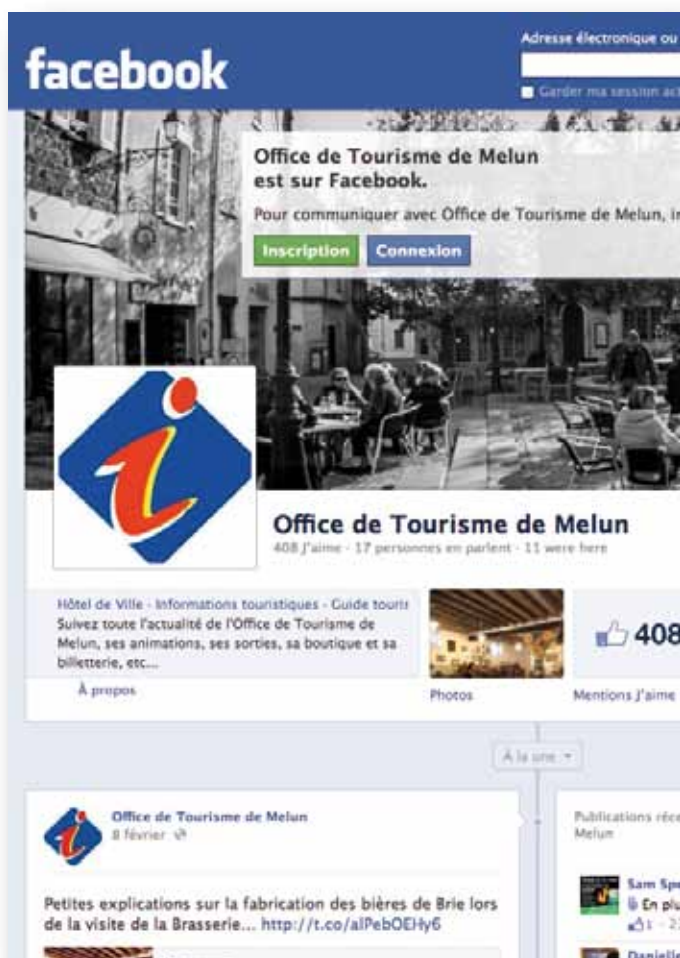 Adresse électronique ou
facebook
Garder ma session act
Office de Tourisme de Melun
est sur Facebook.
Pour communiquer avec Office de Tourisme de Melun, in
Inscription
Connexion
Office de Tourisme de Melun
408 J'aime · 17 personnes en parlent · 11 were here
Hôtel de Ville · Informations touristiques · Guide touris
Suivez toute l'actualité de l'Office de Tourisme de
Melun, ses animations, ses sorties, sa boutique et sa
billetterie, etc...
À propos
Photos
408
Mentions J'aime
À la une
Office de Tourisme de Melun
8 février
Petites explications sur la fabrication des bières de Brie lors
de la visite de la Brasserie... http://t.co/alPebOEHy6
Publications réce
Melun
Sam Spe
En plu
1
Danielle